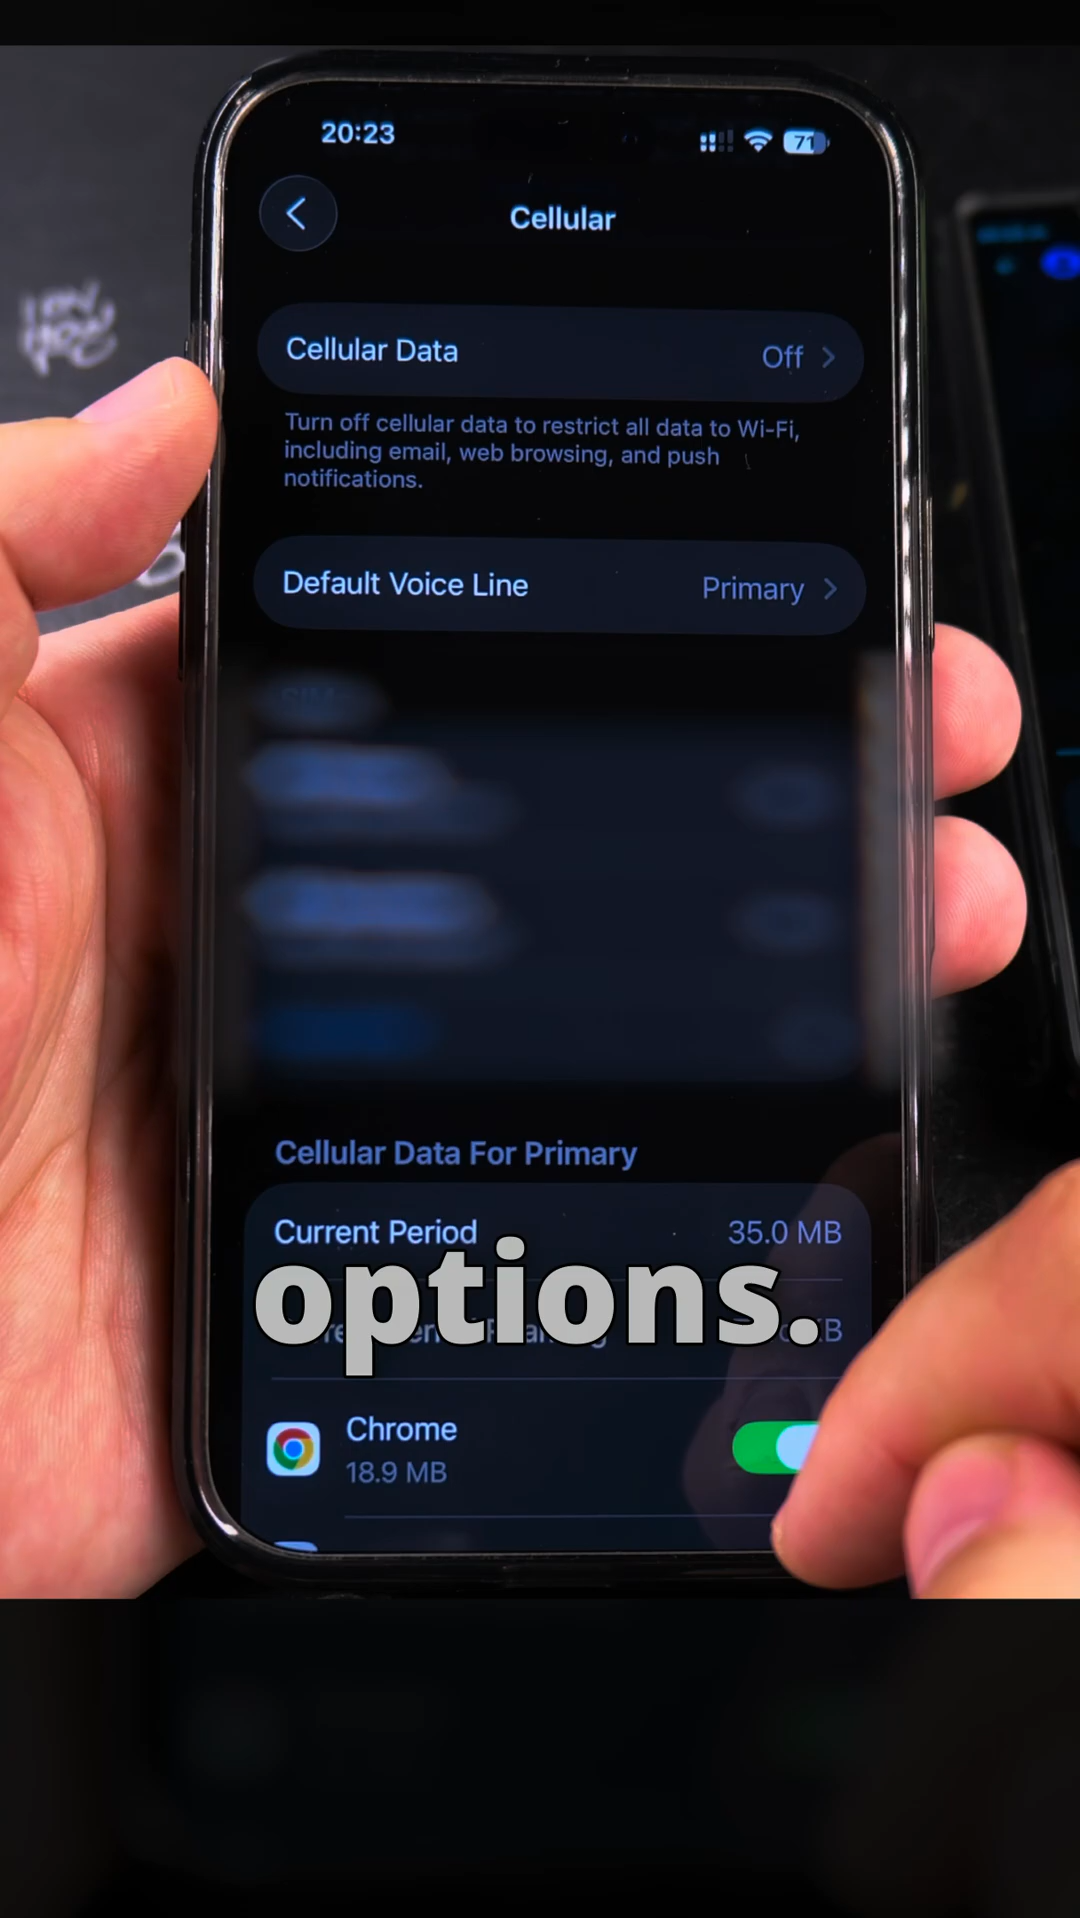 20:23
71
Cellular
Cellular Data
Off
Turn off cellular data to restrict all data to Wi-Fi,
including email, web browsing, and push
notifications.
Default Voice Line
Primary
SIMs
Cellular Data For Primary
Current Period
35.0 MB
options.
Chrome
18.9 MB